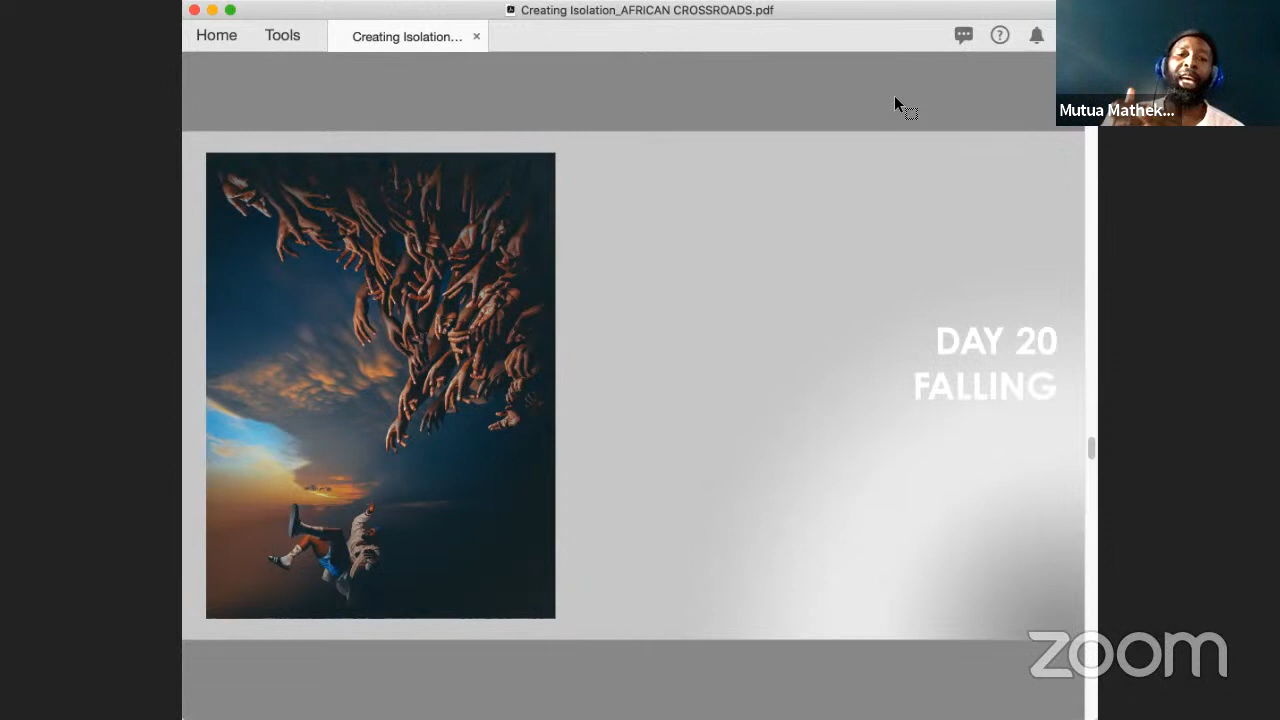 Creating Isolation_AFRICAN CROSSROADS.pdf
Home
Tools
Creating Isolation...
Mutua Mathek...
DAY 20
FALLING
zoom